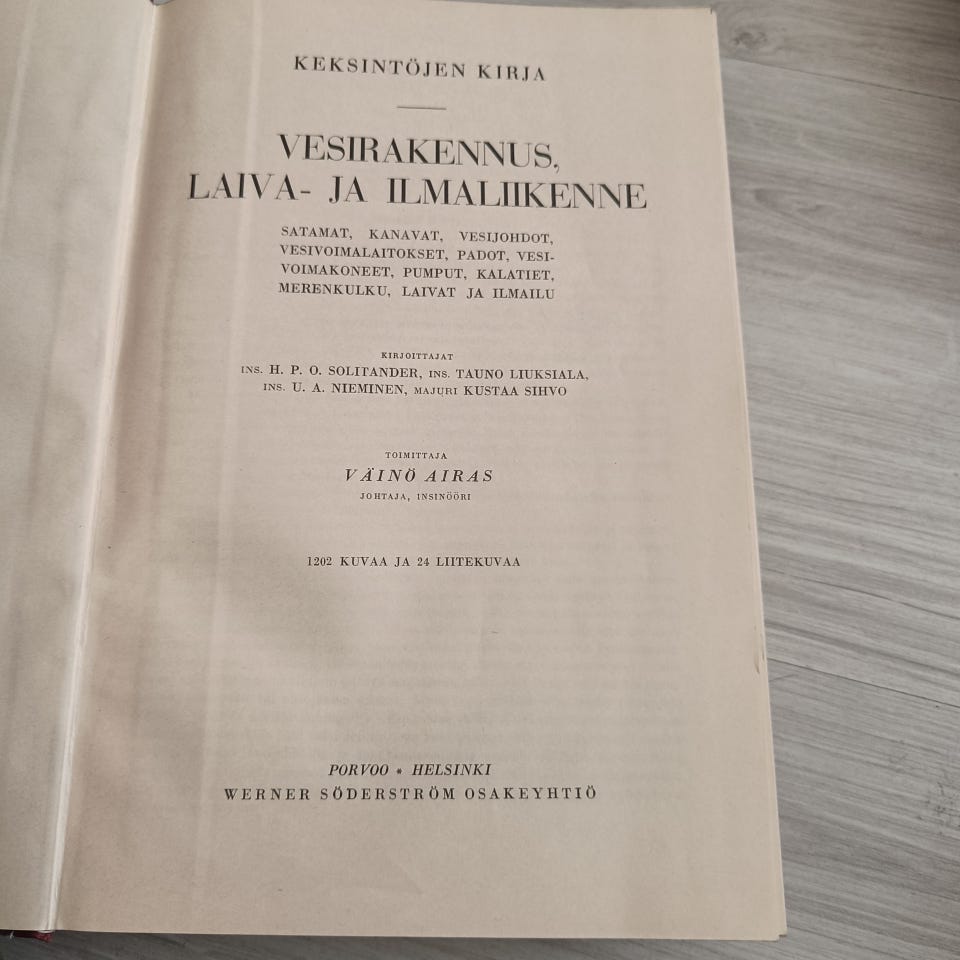 KEKSINTÖJEN KIRJA
VESIRAKENNUS,
LAIVA- JA ILMALIIKENNE
SATAMAT, KANAVAT, VESIJOHDOT,
VESIVOIMALAITOKSET, PADOT, VESI-
VOIMAKONEET, PUMPUT, KALATIET,
MERENKULKU, LAIVAT JA ILMAILU
KIRJOITTAJAT
INS. H. P. O. SOLITANDER, INS. TAUNO LIUKSIALA,
INS. U. A. NIEMINEN, MAJURI KUSTAA SIHVO
TOIMITTAJA
VÄINÖ AIRAS
JOHTAJA, INSINÖÖRI
1202 KUVAA JA 24 LIITEKUVAA
PORVOO * HELSINKI
WERNER SÖDERSTRÖM OSAKEYHTIÖ